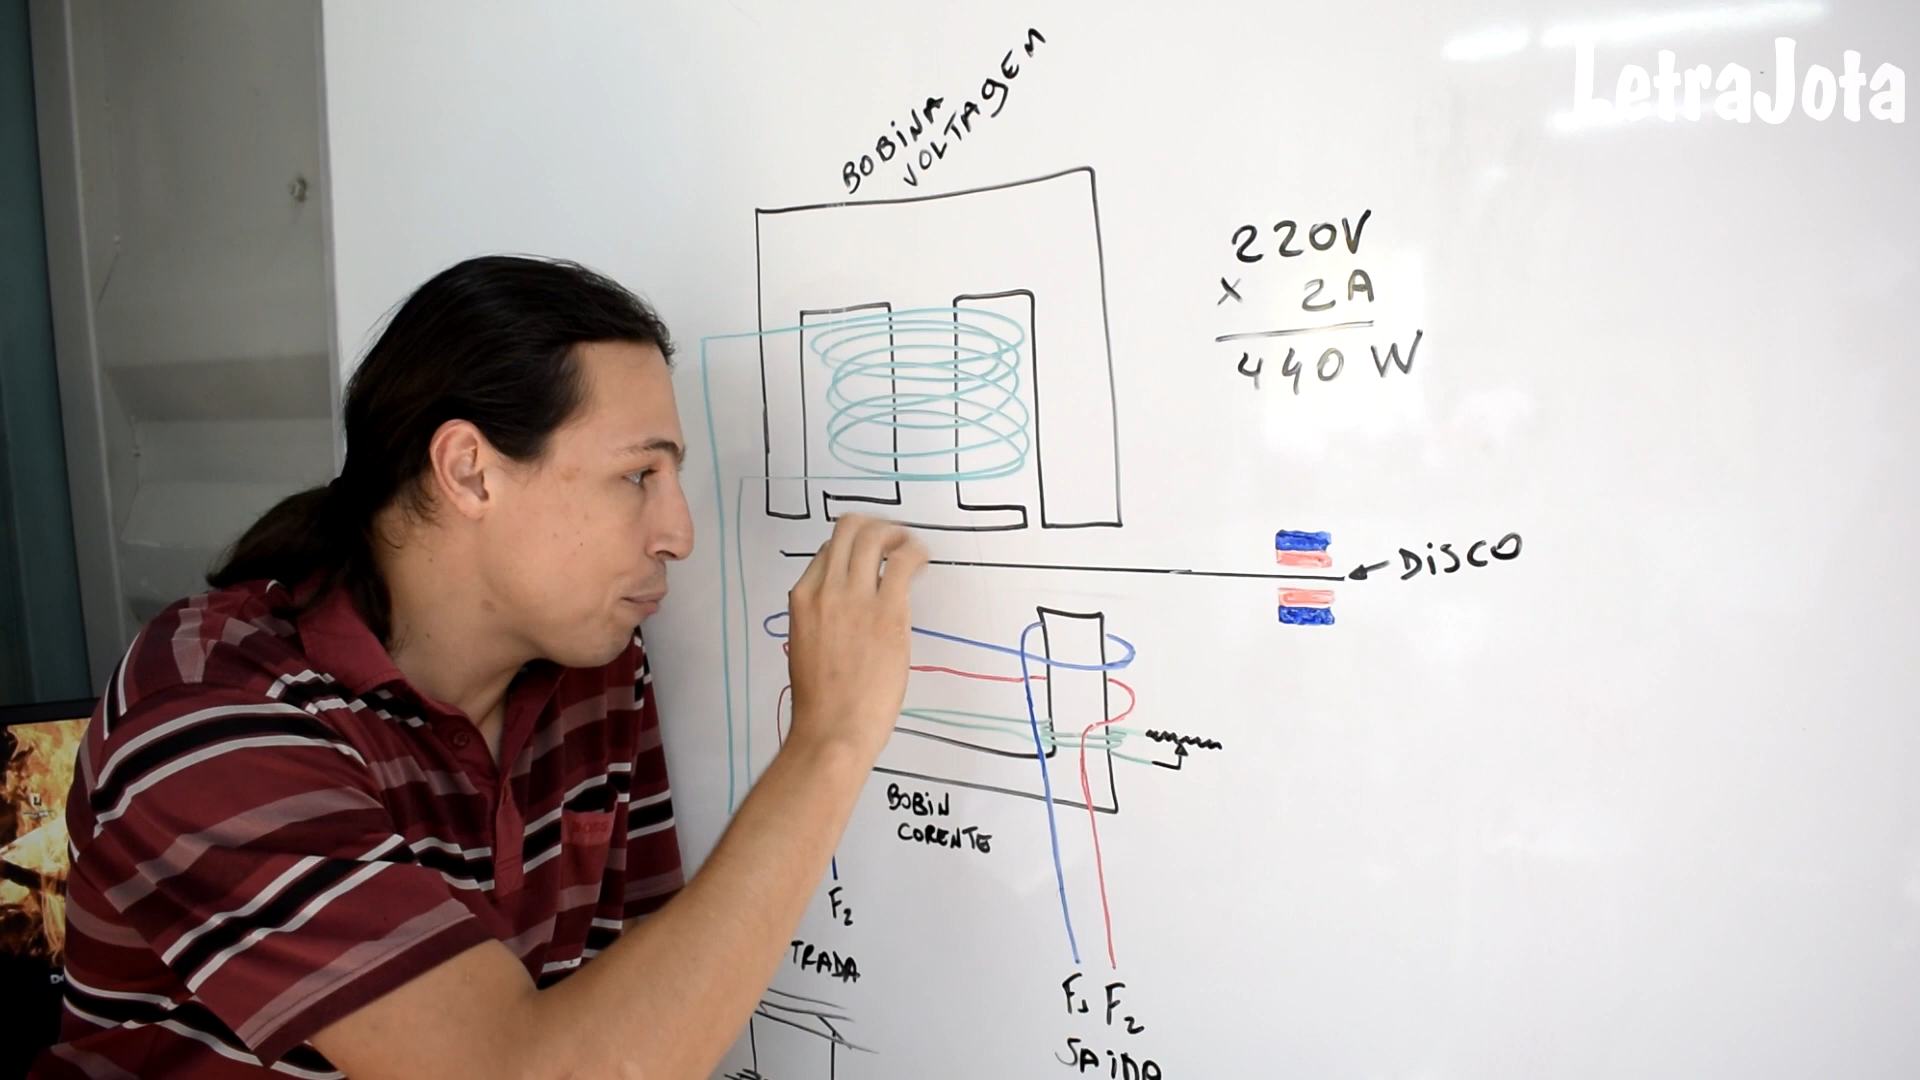 LetraJota
BOBINA
VOLTAGEM
220V
x 2A
440 W
DISCO
BOBIN
CORENTE
F2
TRADA
F1 F2
SAIDA